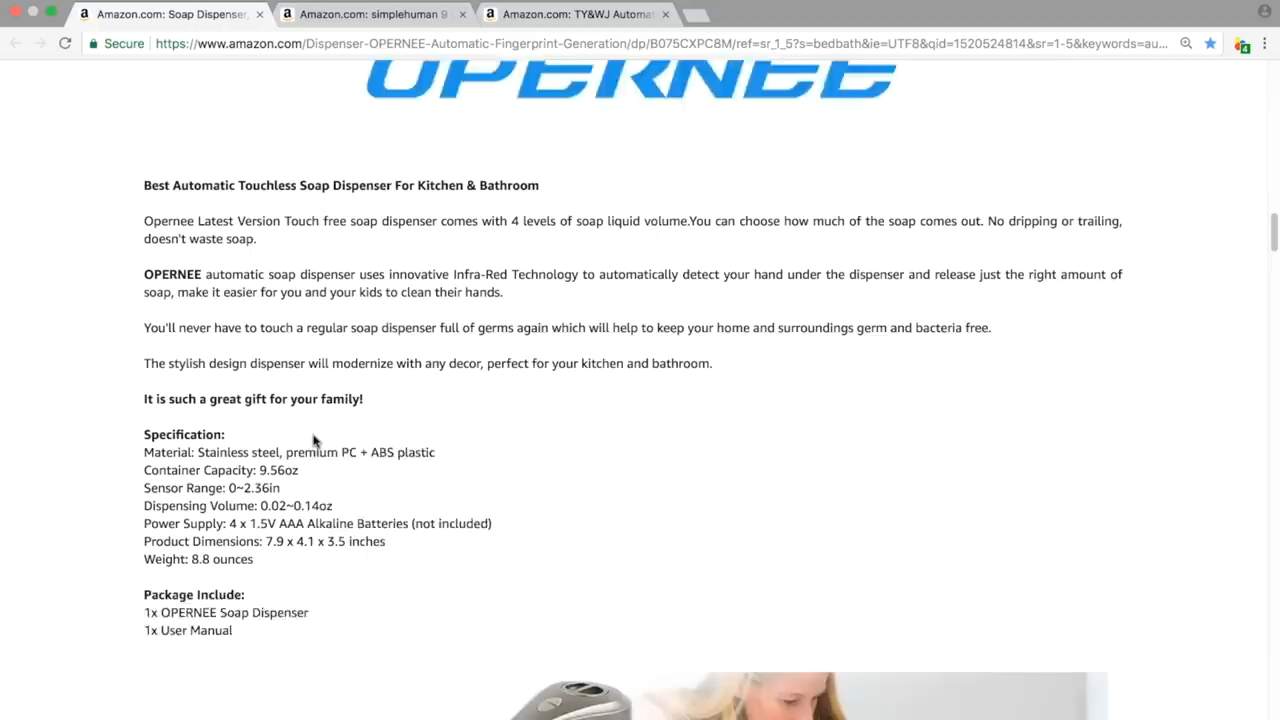 Amazon.com: Soap Dispenser, Amazon.com: simplehuman 9 Amazon.com: TY&WJ Automat
Secure https://www.amazon.com/Dispenser-OPERNEE-Automatic-Fingerprint-Generation/dp/B075CXPC8M/ref=sr_1_5?s=bedbath&ie=UTF8&qid=1520524814&sr=1-5&keywords=au... 4
OPERNEE
Best Automatic Touchless Soap Dispenser For Kitchen & Bathroom
Opernee Latest Version Touch free soap dispenser comes with 4 levels of soap liquid volume.You can choose how much of the soap comes out. No dripping or trailing,
doesn't waste soap.
OPERNEE automatic soap dispenser uses innovative Infra-Red Technology to automatically detect your hand under the dispenser and release just the right amount of
soap, make it easier for you and your kids to clean their hands.
You'll never have to touch a regular soap dispenser full of germs again which will help to keep your home and surroundings germ and bacteria free.
The stylish design dispenser will modernize with any decor, perfect for your kitchen and bathroom.
It is such a great gift for your family!
Specification:
Material: Stainless steel, premium PC + ABS plastic
Container Capacity: 9.56oz
Sensor Range: 0~2.36in
Dispensing Volume: 0.02~0.14oz
Power Supply: 4 x 1.5V AAA Alkaline Batteries (not included)
Product Dimensions: 7.9 x 4.1 x 3.5 inches
Weight: 8.8 ounces
Package Include:
1x OPERNEE Soap Dispenser
1x User Manual